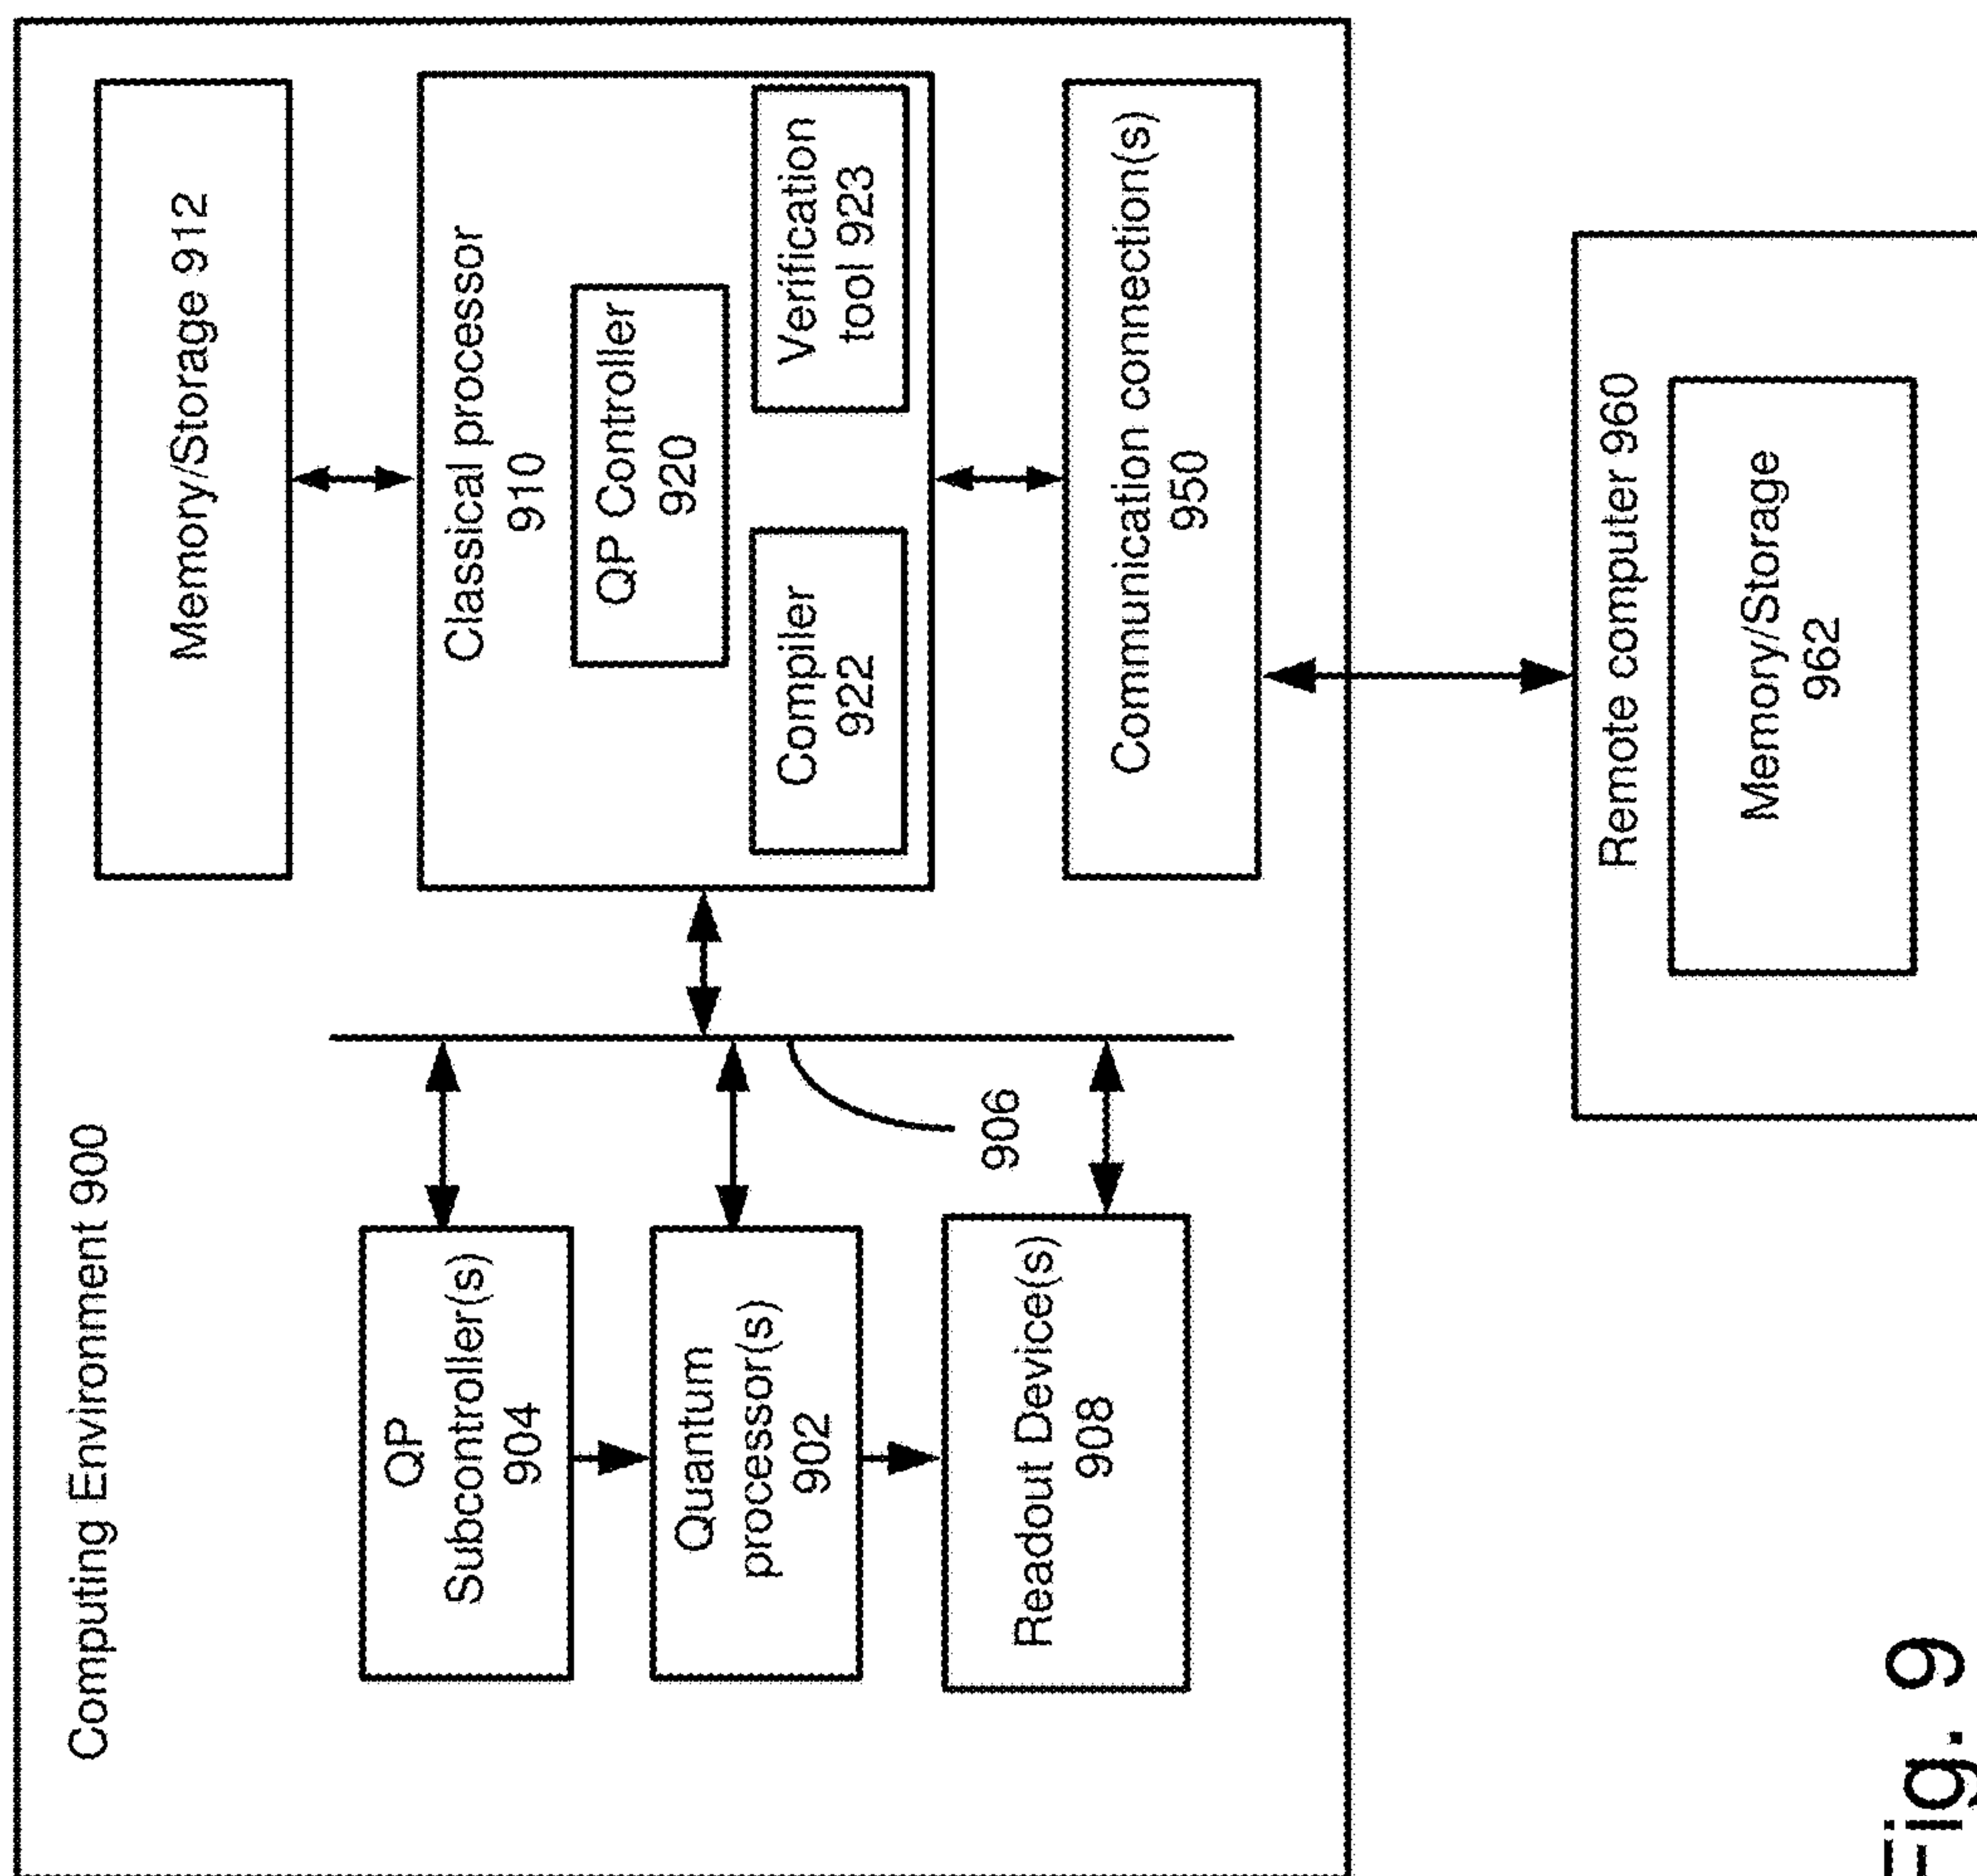 Computing Environment 900
QP
Subcontroller(s)
904
Quantum
processor(s)
902
Readout Device(s)
908
906
Memory/Storage 912
Classical processor
910
QP Controller
920
Compiler
922
Verification
tool 923
Communication connection(s)
950
Remote computer 960
Memory/Storage
962
Fig. 9